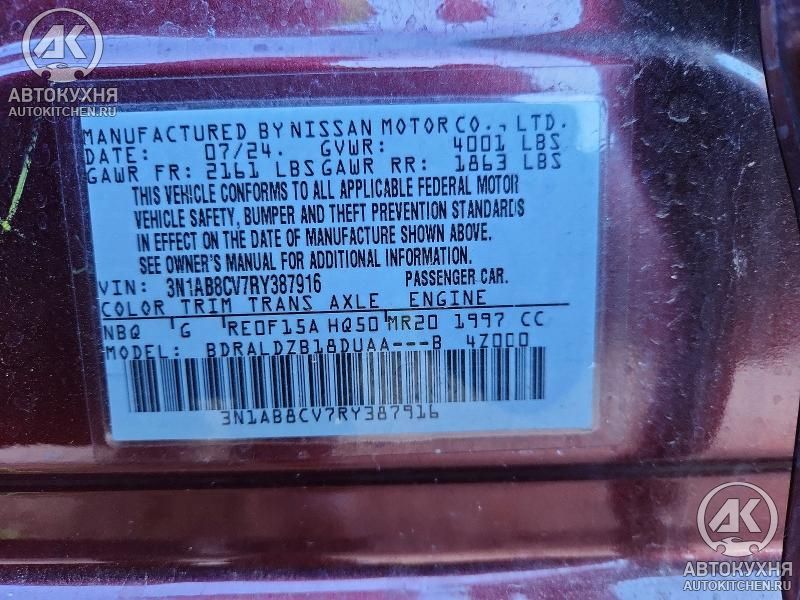 AK
АВТОКУХНЯ
AUTOKITCHEN.RU
MANUFACTURED BY NISSAN MOTOR CO., LTD.
DATE: 07/24. GVWR: 4001 LBS
GAWR FR: 2161 LBS GAWR RR: 1863 LBS
THIS VEHICLE CONFORMS TO ALL APPLICABLE FEDERAL MOTOR
VEHICLE SAFETY, BUMPER AND THEFT PREVENTION STANDARDS
IN EFFECT ON THE DATE OF MANUFACTURE SHOWN ABOVE.
SEE OWNER'S MANUAL FOR ADDITIONAL INFORMATION.
VIN: 3N1AB8CV7RY387916 PASSENGER CAR.
COLOR TRIM TRANS AXLE ENGINE
NBQ G RE0F15A HQ50 MR20 1997 CC
MODEL: BDRALDZB18DUAA---B 4Z000
3N1AB8CV7RY387916
AK
АВТОКУХНЯ
AUTOKITCHEN.RU